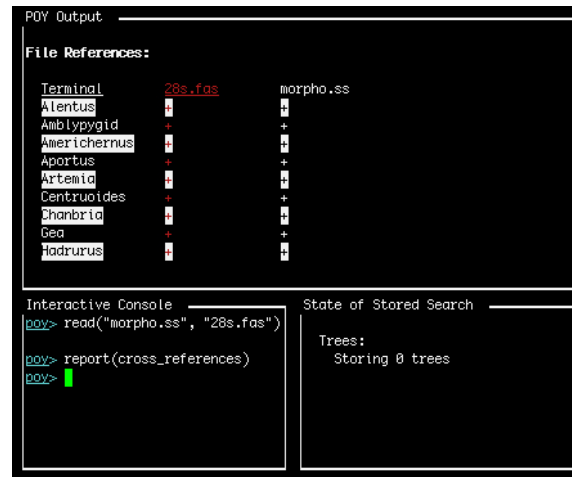 POY Output
File References:
Terminal 28s.fas morpho.ss
Alentus + +
Amblypygid + +
Americhernus + +
Aportus + +
Artemia + +
Centruoides + +
Chanbria + +
Gea + +
Hadrurus + +
Interactive Console
poy> read("morpho.ss", "28s.fas")
poy> report(cross_references)
poy>
State of Stored Search
Trees:
Storing 0 trees